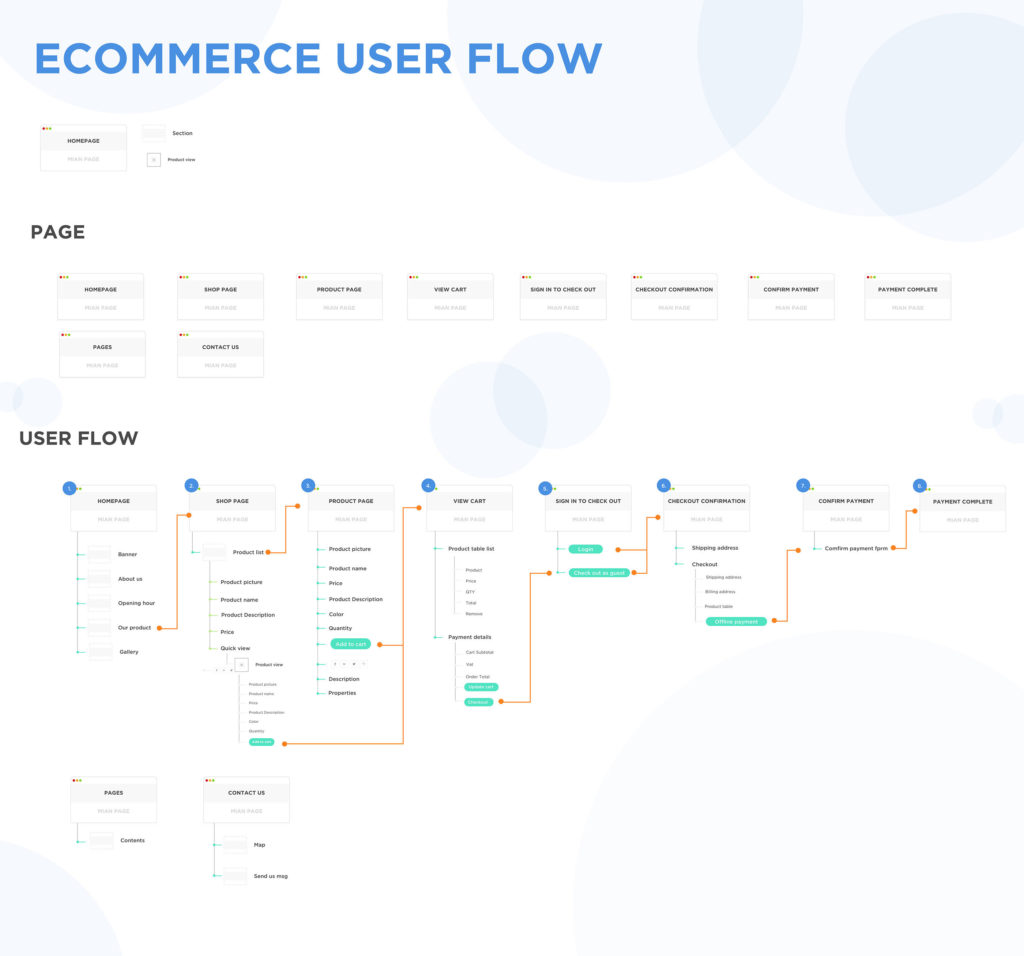 ECOMMERCE USER FLOW
HOMEPAGE
MIAN PAGE
Section
Product view
PAGE
HOMEPAGE
MIAN PAGE
SHOP PAGE
MIAN PAGE
PRODUCT PAGE
MIAN PAGE
VIEW CART
MIAN PAGE
SIGN IN TO CHECK OUT
MIAN PAGE
CHECKOUT CONFIRMATION
MIAN PAGE
CONFIRM PAYMENT
MIAN PAGE
PAYMENT COMPLETE
MIAN PAGE
PAGES
MIAN PAGE
CONTACT US
MIAN PAGE
USER FLOW
1.
HOMEPAGE
MIAN PAGE
Banner
About us
Opening hour
Our product
Gallery
2.
SHOP PAGE
MIAN PAGE
Product list
Product picture
Product name
Product Description
Price
Quick view
Product view
Product picture
Product name
Price
Product Description
Color
Quantity
Add to cart
3.
PRODUCT PAGE
MIAN PAGE
Product picture
Product name
Price
Product Description
Color
Quantity
Add to cart
Description
Properties
4.
VIEW CART
MIAN PAGE
Product table list
Product
Price
QTY
Total
Remove
Payment details
Cart Subtotal
Vat
Order Total
Update cart
Checkout
5.
SIGN IN TO CHECK OUT
MIAN PAGE
Login
Check out as guest
6.
CHECKOUT CONFIRMATION
MIAN PAGE
Shipping address
Checkout
Shipping address
Billing address
Product table
Offline payment
7.
CONFIRM PAYMENT
MIAN PAGE
Comfirm payment fprm
PAYMENT COMPLETE
MIAN PAGE
PAGES
MIAN PAGE
Contents
CONTACT US
MIAN PAGE
Map
Send us msg